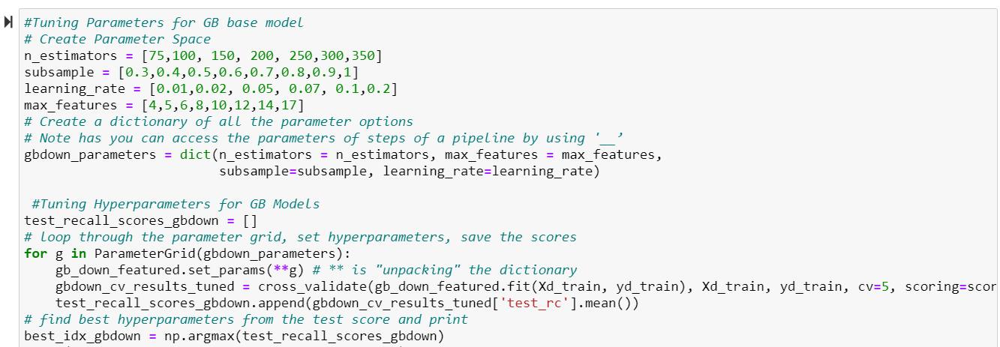 #Tuning Parameters for GB base model
# Create Parameter Space
n_estimators = [75,100, 150, 200, 250,300,350]
subsample = [0.3,0.4,0.5,0.6,0.7,0.8,0.9,1]
learning_rate = [0.01,0.02, 0.05, 0.07, 0.1,0.2]
max_features = [4,5,6,8,10,12,14,17]
# Create a dictionary of all the parameter options
# Note has you can access the parameters of steps of a pipeline by using '__’
gbdown_parameters = dict(n_estimators = n_estimators, max_features = max_features,
                         subsample=subsample, learning_rate=learning_rate)
 #Tuning Hyperparameters for GB Models
test_recall_scores_gbdown = []
# loop through the parameter grid, set hyperparameters, save the scores
for g in ParameterGrid(gbdown_parameters):
    gb_down_featured.set_params(**g) # ** is "unpacking" the dictionary
    gbdown_cv_results_tuned = cross_validate(gb_down_featured.fit(Xd_train, yd_train), Xd_train, yd_train, cv=5, scoring=scor
    test_recall_scores_gbdown.append(gbdown_cv_results_tuned['test_rc'].mean())
# find best hyperparameters from the test score and print
best_idx_gbdown = np.argmax(test_recall_scores_gbdown)